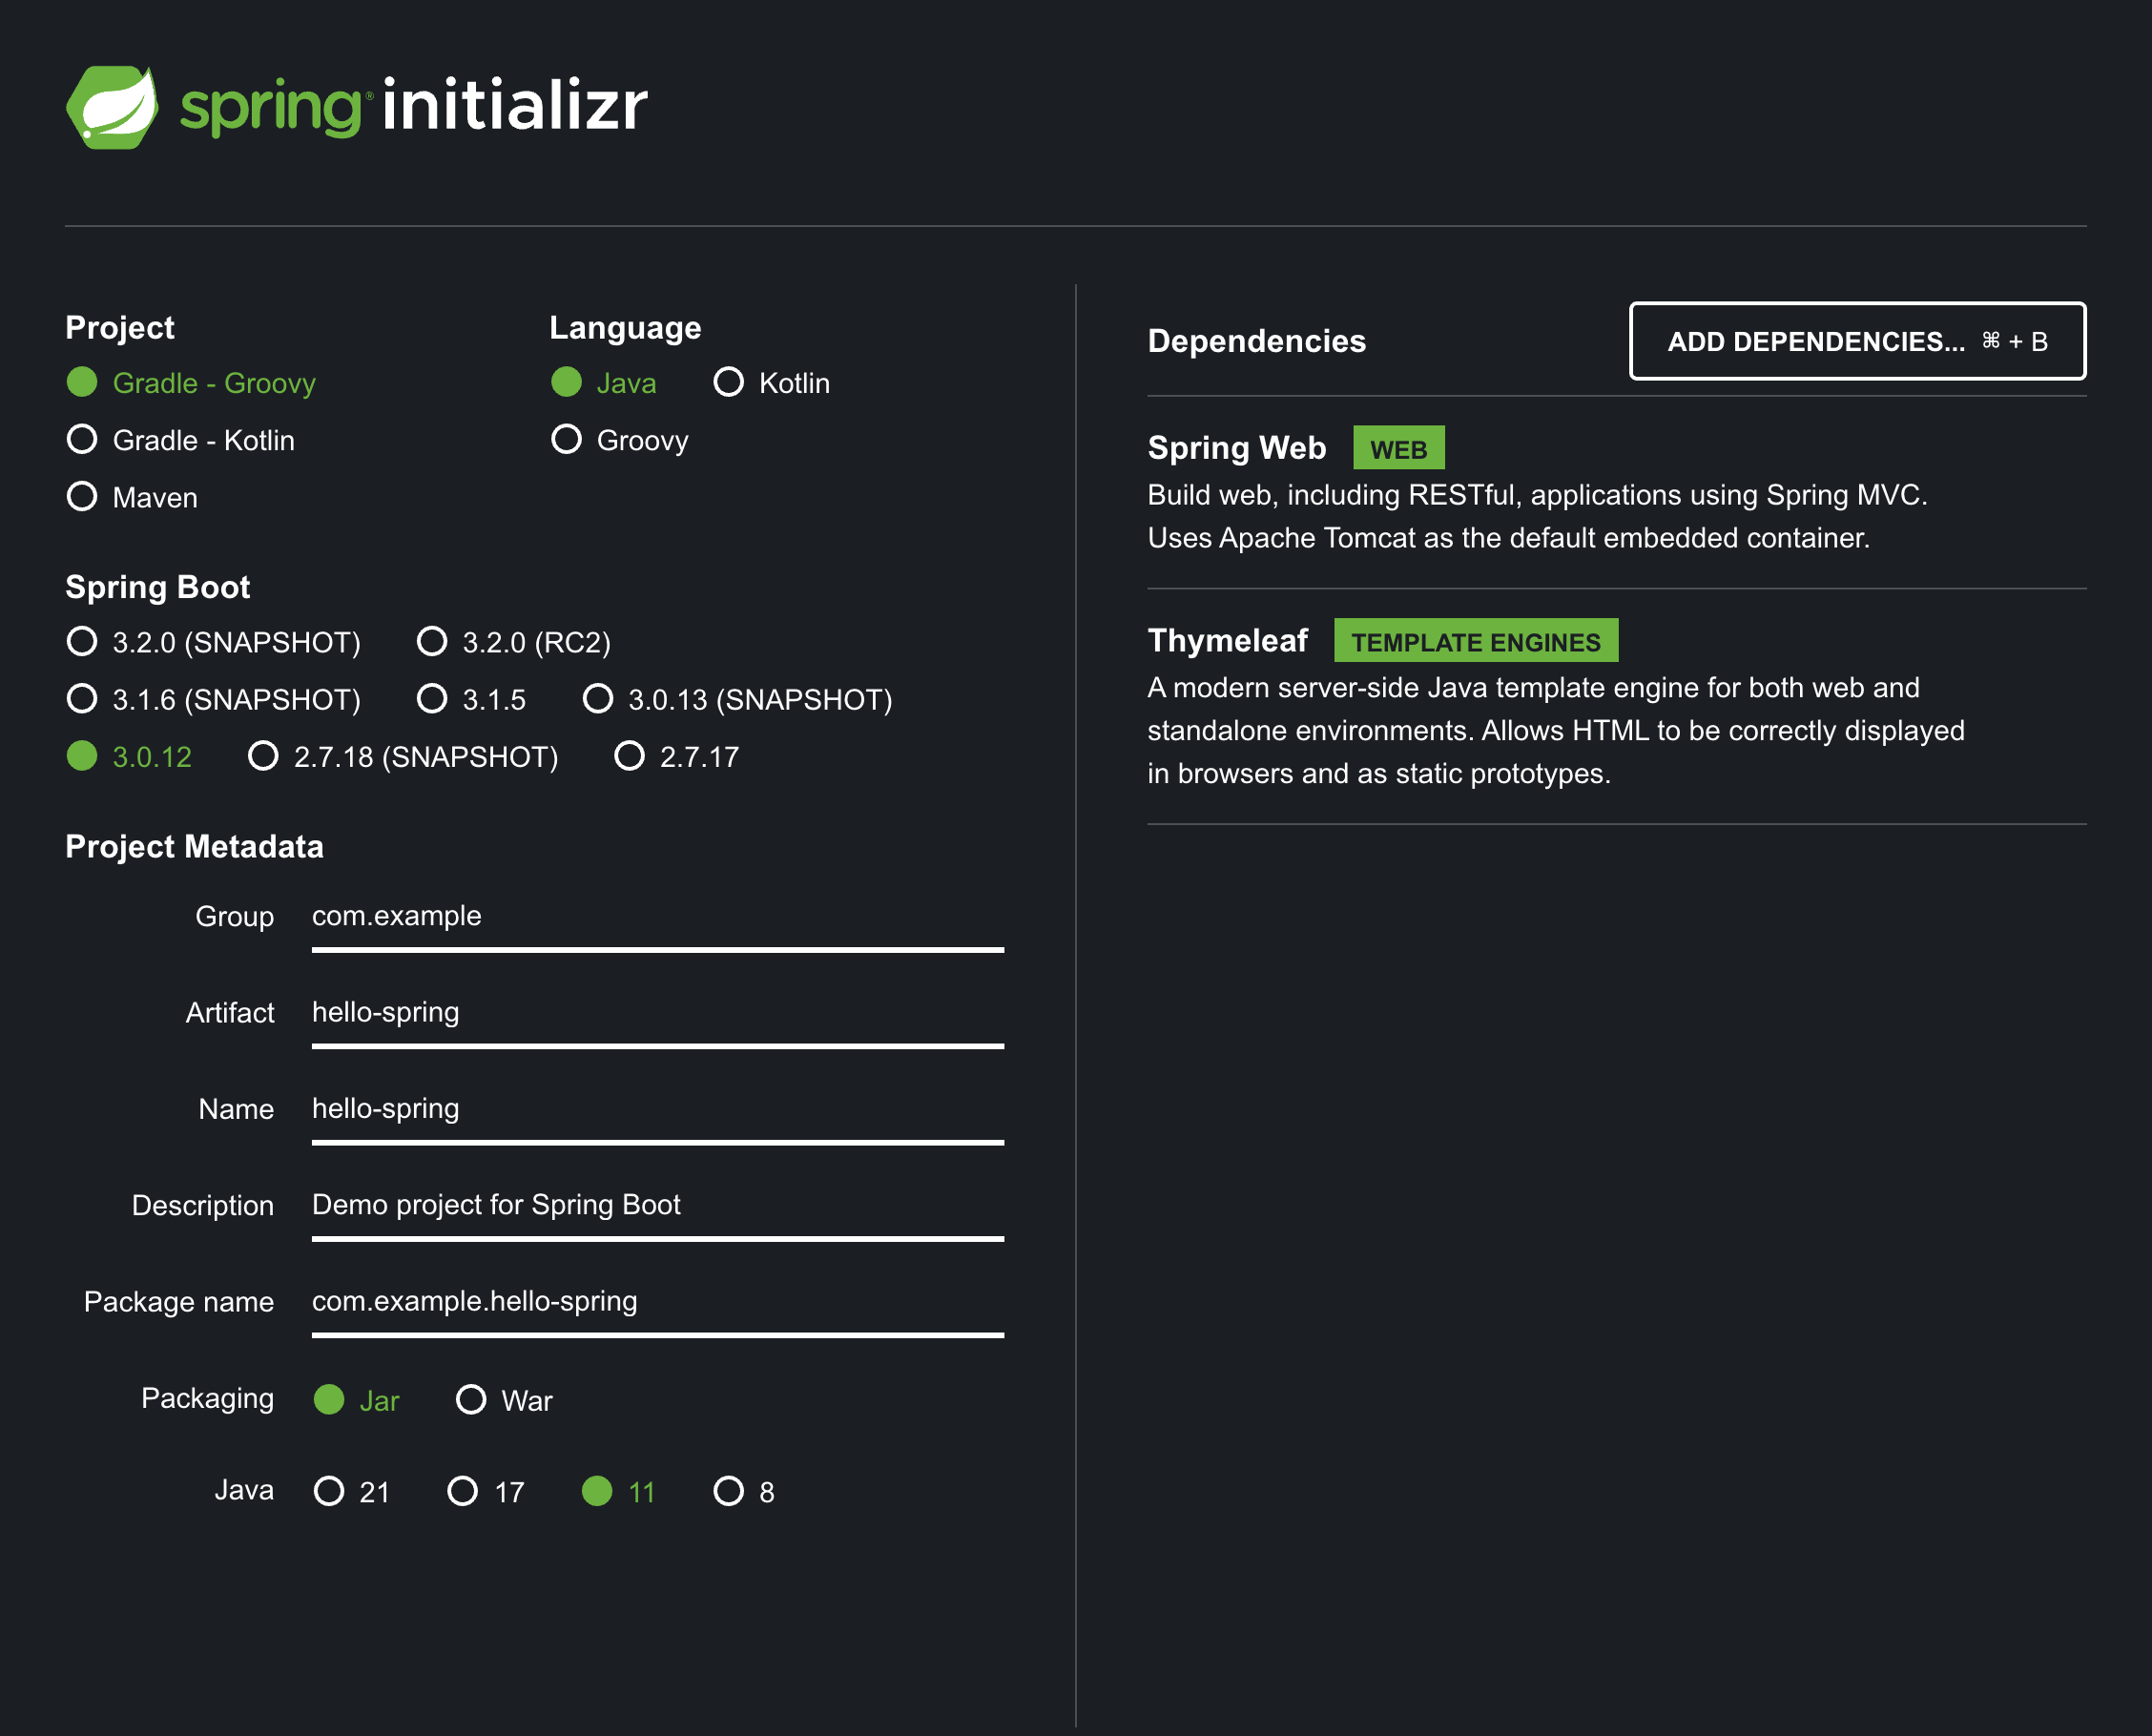 spring® initializr
Project
Gradle - Groovy
Gradle - Kotlin
Maven
Language
Java Kotlin
Groovy
Spring Boot
3.2.0 (SNAPSHOT) 3.2.0 (RC2)
3.1.6 (SNAPSHOT) 3.1.5 3.0.13 (SNAPSHOT)
3.0.12 2.7.18 (SNAPSHOT) 2.7.17
Project Metadata
Group com.example
Artifact hello-spring
Name hello-spring
Description Demo project for Spring Boot
Package name com.example.hello-spring
Packaging Jar War
Java 21 17 11 8
Dependencies ADD DEPENDENCIES... ⌘ + B
Spring Web WEB
Build web, including RESTful, applications using Spring MVC.
Uses Apache Tomcat as the default embedded container.
Thymeleaf TEMPLATE ENGINES
A modern server-side Java template engine for both web and
standalone environments. Allows HTML to be correctly displayed
in browsers and as static prototypes.